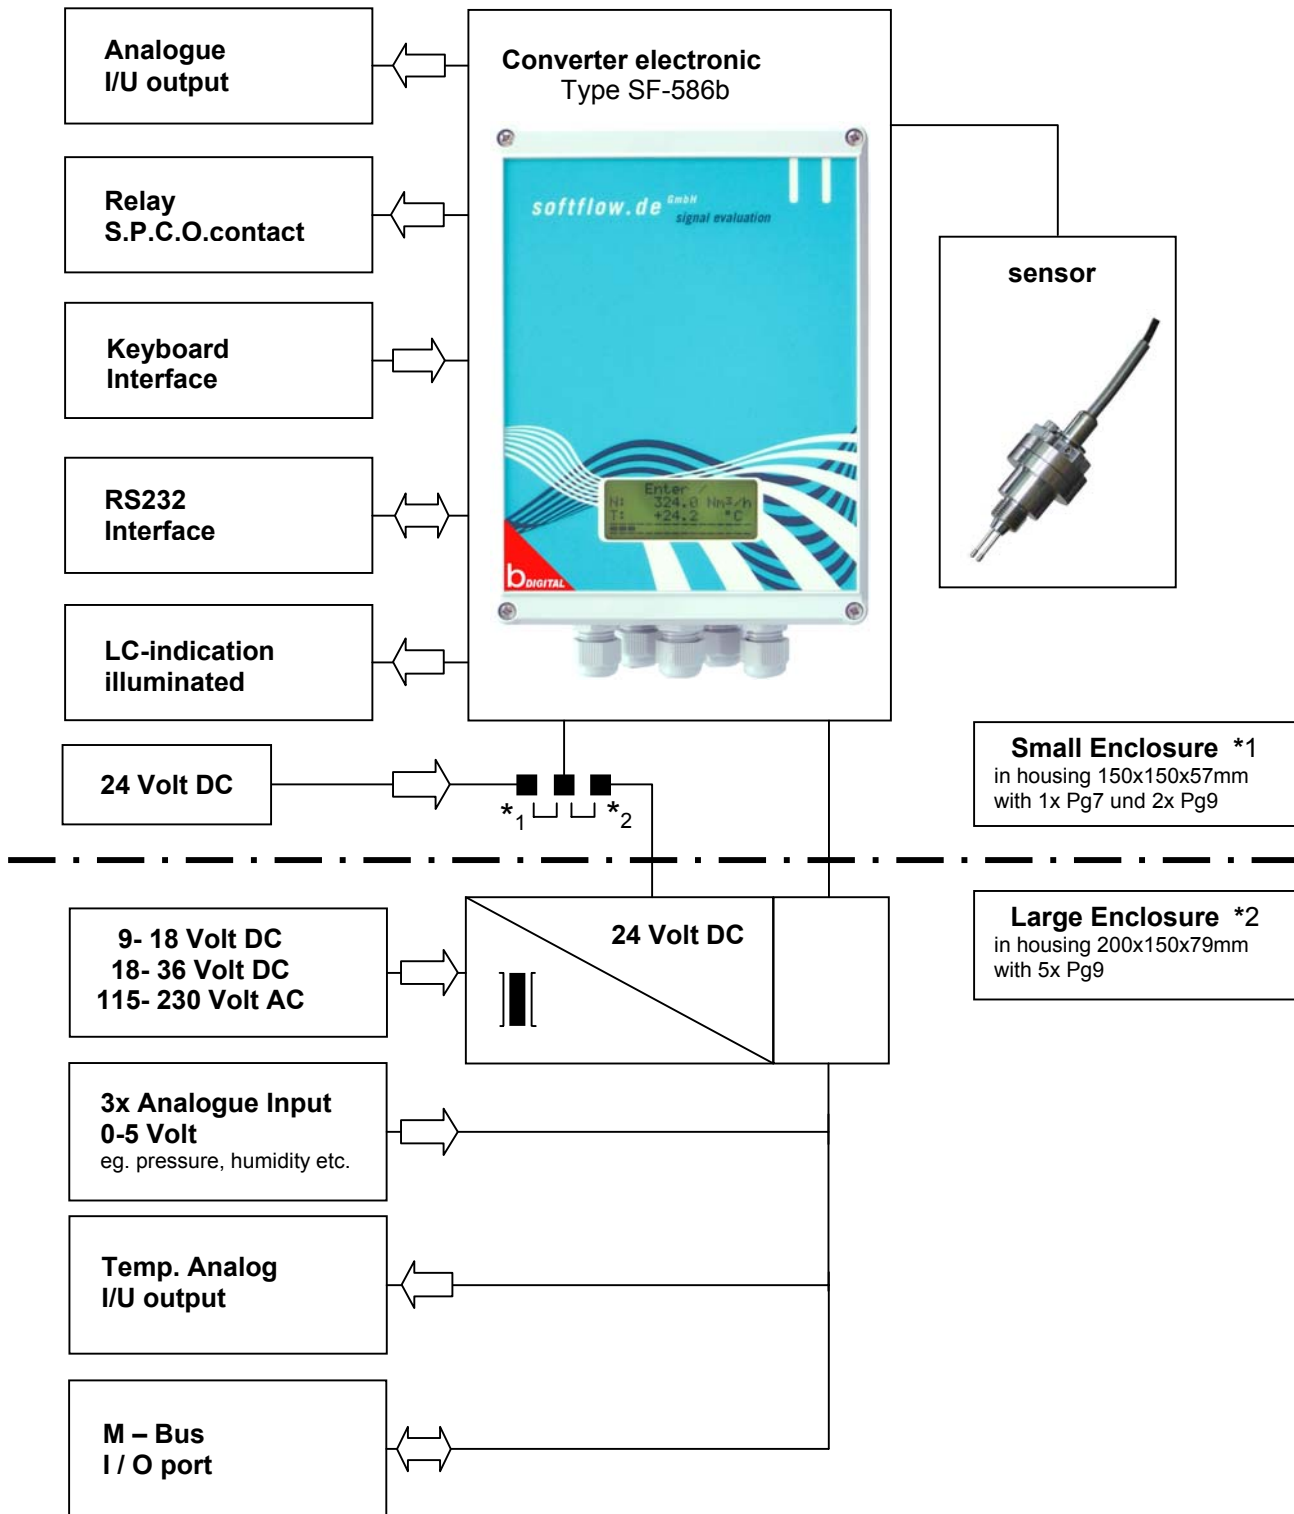 Analogue
I/U output
Converter electronic
Type SF-586b
softflow.de GmbH
signal evaluation
Relay
S.P.C.O.contact
sensor
Keyboard
Interface
RS232
Interface
Enter /
N: 324.0 Nm³/h
T: +24.2 °C
b DIGITAL
LC-indication
illuminated
24 Volt DC
*1
*2
Small Enclosure *1
in housing 150x150x57mm
with 1x Pg7 und 2x Pg9
9- 18 Volt DC
18- 36 Volt DC
115- 230 Volt AC
24 Volt DC
Large Enclosure *2
in housing 200x150x79mm
with 5x Pg9
3x Analogue Input
0-5 Volt
eg. pressure, humidity etc.
Temp. Analog
I/U output
M – Bus
I / O port